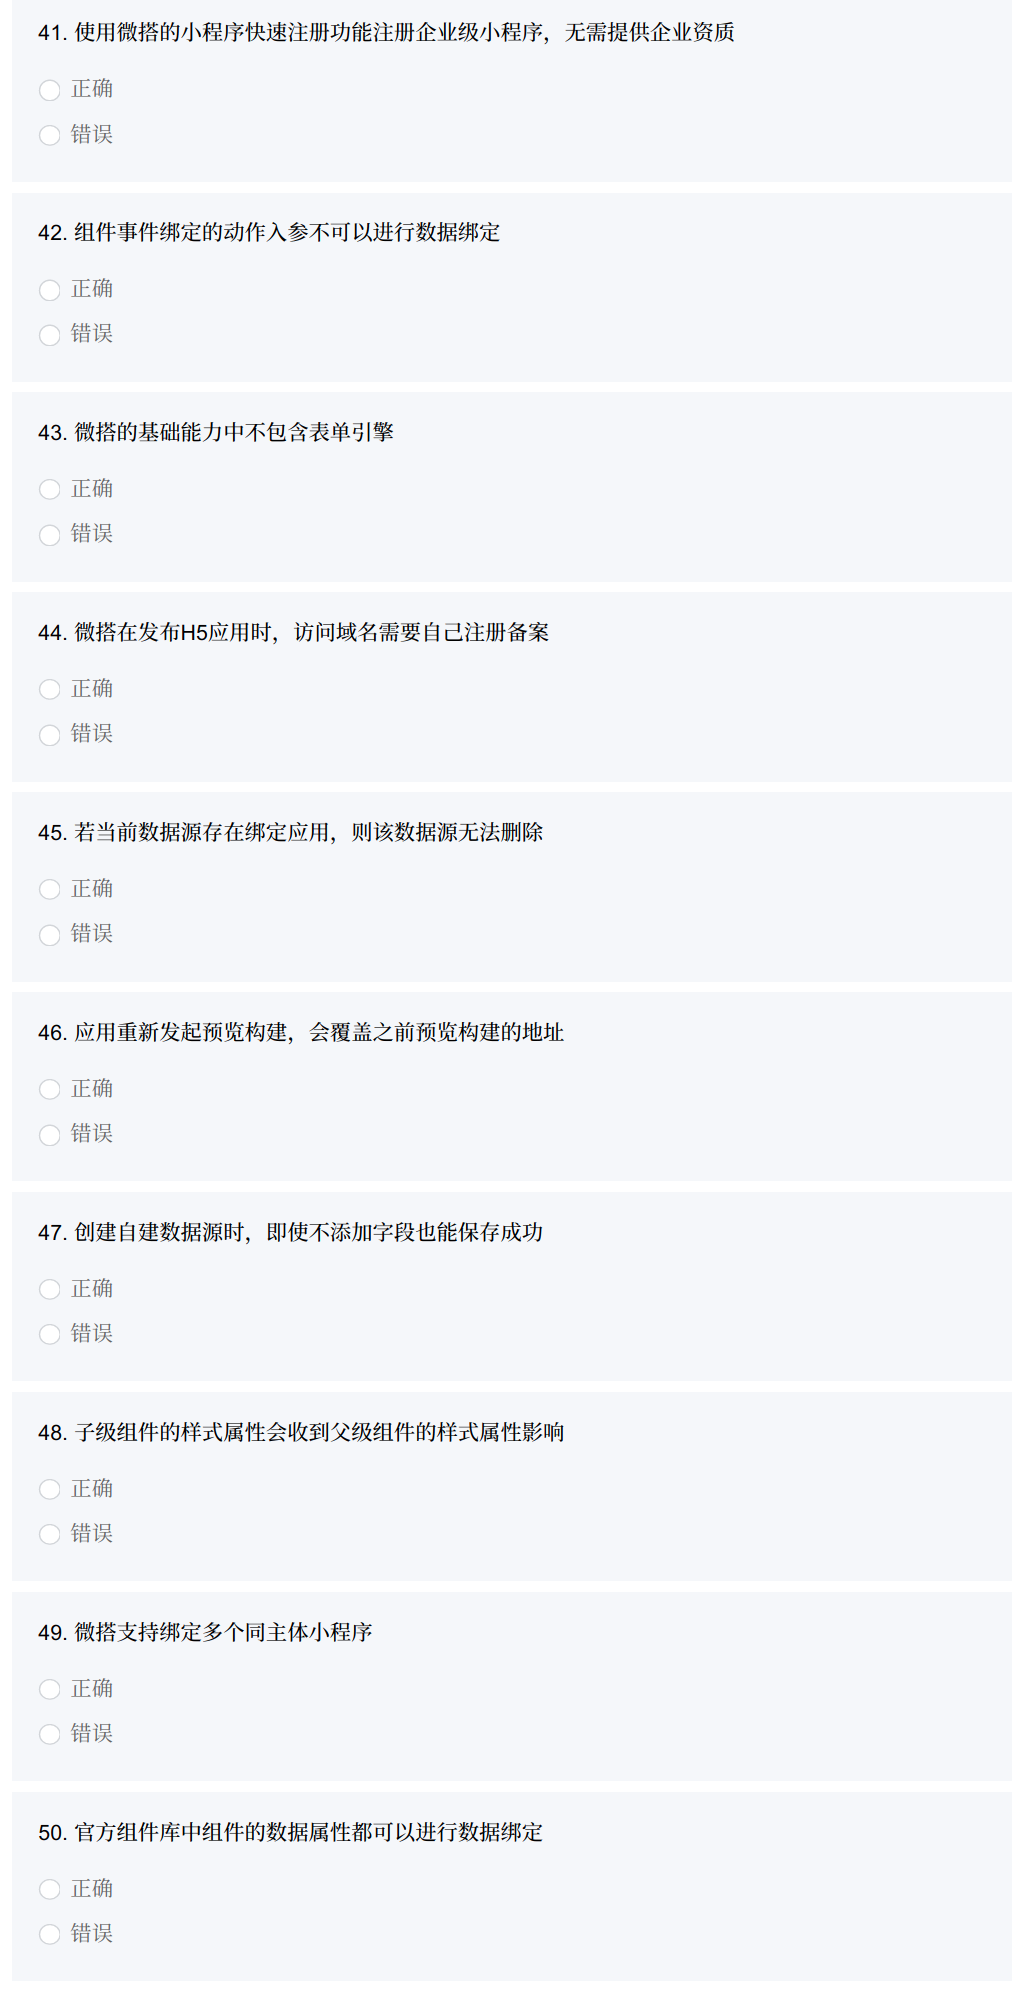 41. 使用微搭的小程序快速注册功能注册企业级小程序，无需提供企业资质
正确
错误
42. 组件事件绑定的动作入参不可以进行数据绑定
正确
错误
43. 微搭的基础能力中不包含表单引擎
正确
错误
44. 微搭在发布H5应用时，访问域名需要自己注册备案
正确
错误
45. 若当前数据源存在绑定应用，则该数据源无法删除
正确
错误
46. 应用重新发起预览构建，会覆盖之前预览构建的地址
正确
错误
47. 创建自建数据源时，即使不添加字段也能保存成功
正确
错误
48. 子级组件的样式属性会收到父级组件的样式属性影响
正确
错误
49. 微搭支持绑定多个同主体小程序
正确
错误
50. 官方组件库中组件的数据属性都可以进行数据绑定
正确
错误